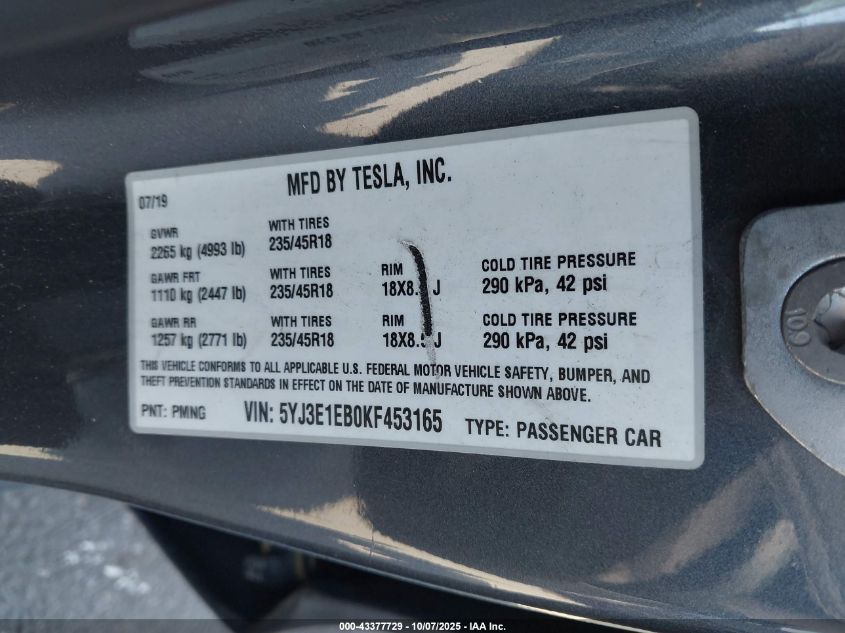 MFD BY TESLA, INC.
07/19
GVWR
2265 kg (4993 lb)
WITH TIRES
235/45R18
GAWR FRT
1110 kg (2447 lb)
WITH TIRES
235/45R18
RIM
18X8. J
COLD TIRE PRESSURE
290 kPa, 42 psi
GAWR RR
1257 kg (2771 lb)
WITH TIRES
235/45R18
RIM
18X8.5J
COLD TIRE PRESSURE
290 kPa, 42 psi
THIS VEHICLE CONFORMS TO ALL APPLICABLE U.S. FEDERAL MOTOR VEHICLE SAFETY, BUMPER, AND
THEFT PREVENTION STANDARDS IN EFFECT ON THE DATE OF MANUFACTURE SHOWN ABOVE.
PNT: PMNG
VIN: 5YJ3E1EB0KF453165
TYPE: PASSENGER CAR
109
000-43377729 - 10/07/2025 - IAA Inc.